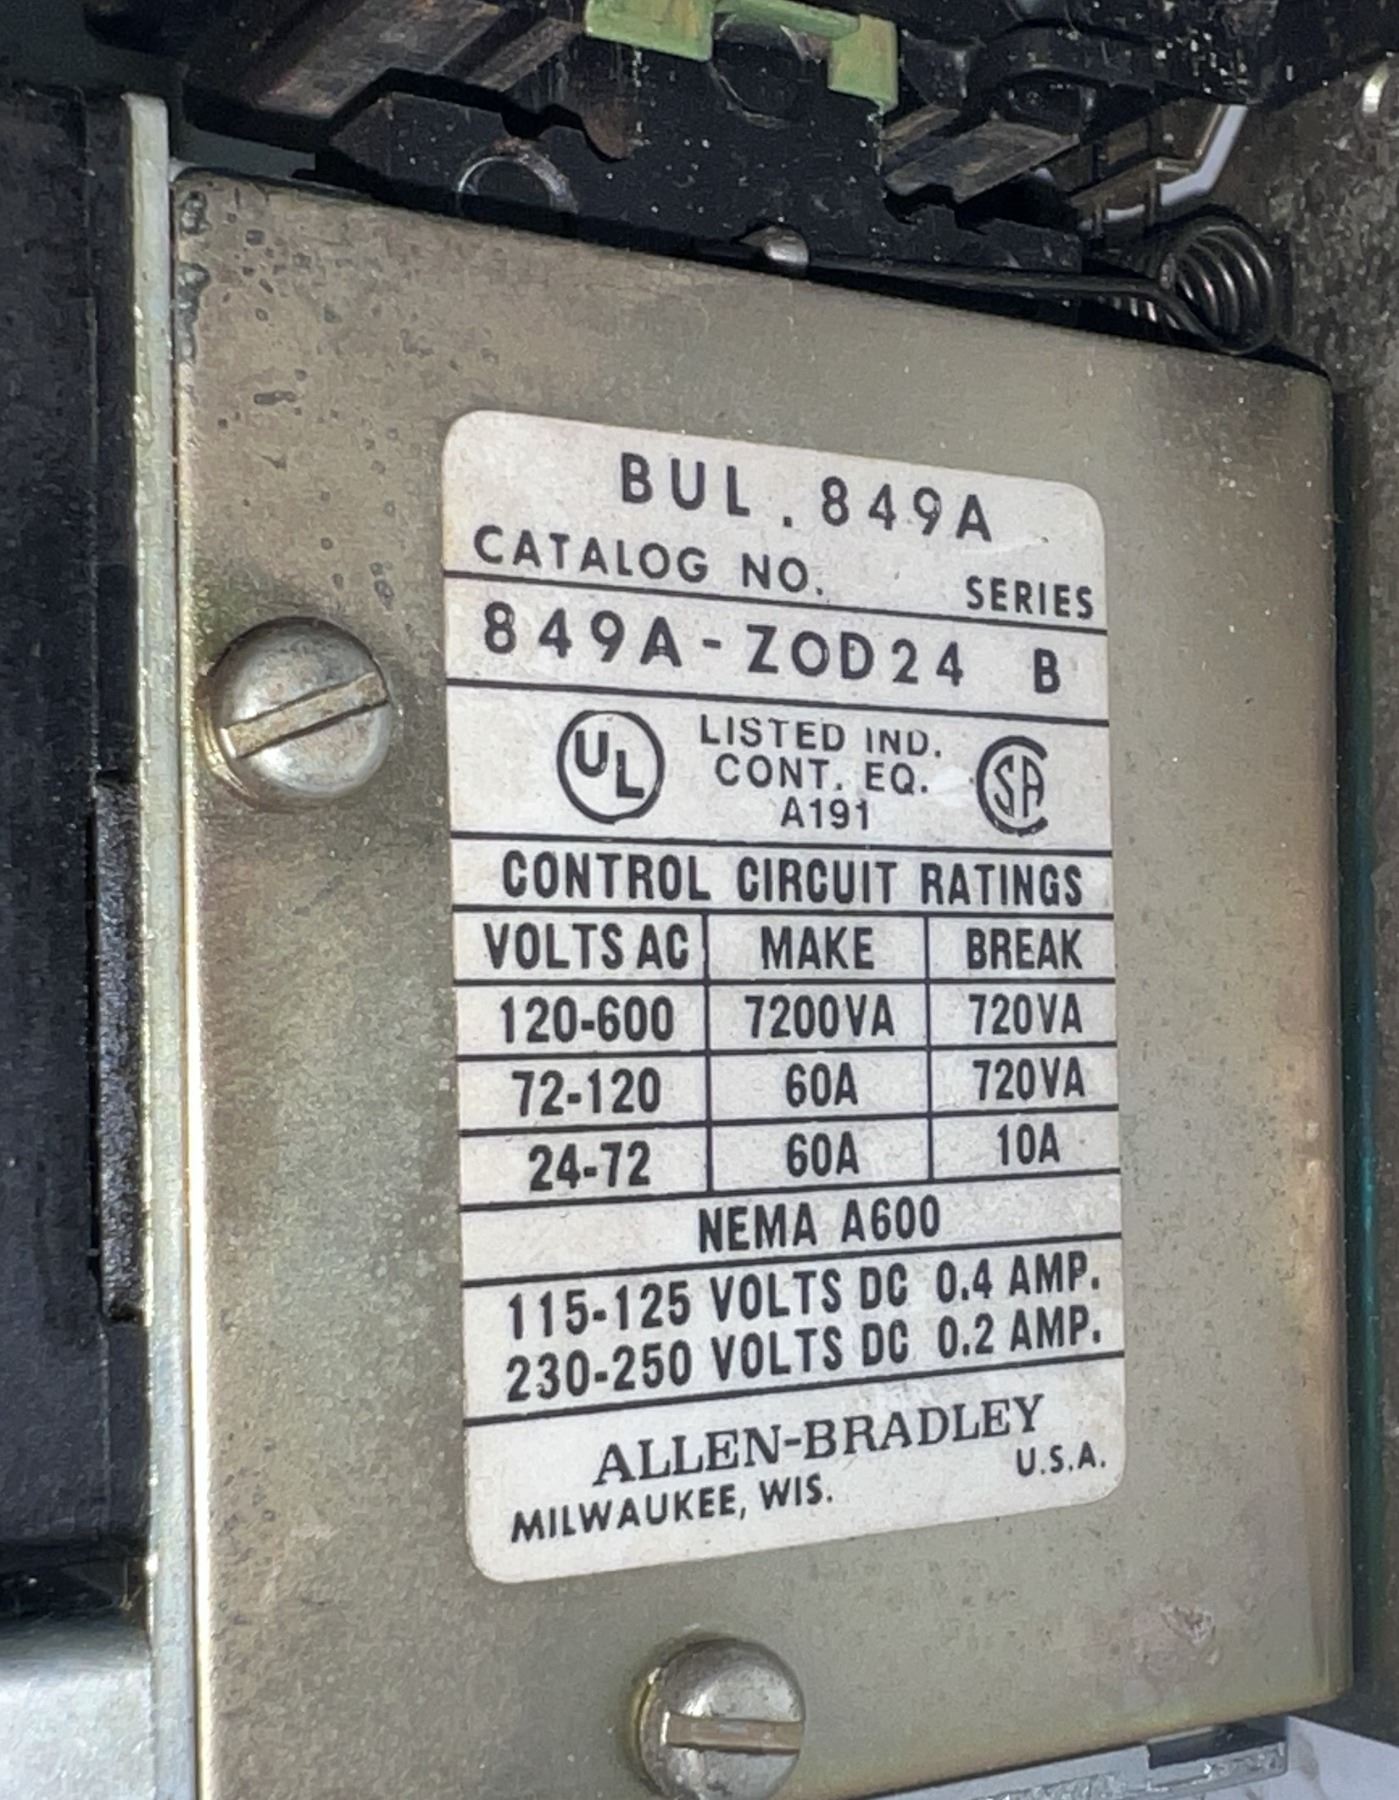 BUL. 849A
CATALOG NO. SERIES
849A-ZOD24 B
UL LISTED IND. CONT. EQ. A191 CSA
CONTROL CIRCUIT RATINGS
VOLTS AC MAKE BREAK
120-600 7200VA 720VA
72-120 60A 720VA
24-72 60A 10A
NEMA A600
115-125 VOLTS DC 0.4 AMP.
230-250 VOLTS DC 0.2 AMP.
ALLEN-BRADLEY
MILWAUKEE, WIS. U.S.A.